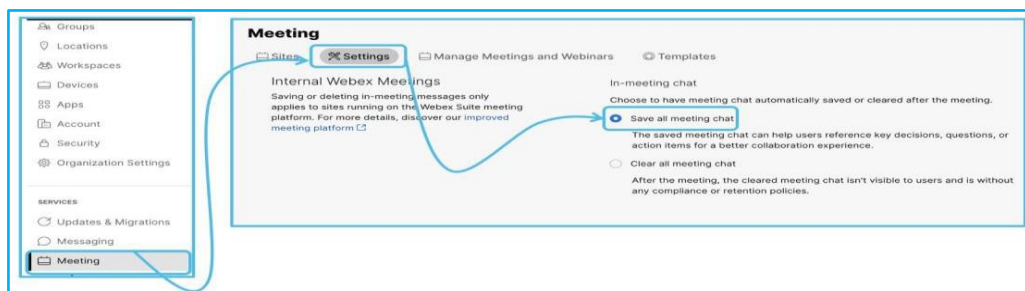 Groups
Locations
Workspaces
Devices
Apps
Account
Security
Organization Settings
SERVICES
Updates & Migrations
Messaging
Meeting
Meeting
Sites
Settings
Manage Meetings and Webinars
Templates
Internal Webex Meetings
Saving or deleting in-meeting messages only
applies to sites running on the Webex Suite meeting
platform. For more details, discover our improved
meeting platform
In-meeting chat
Choose to have meeting chat automatically saved or cleared after the meeting.
Save all meeting chat
The saved meeting chat can help users reference key decisions, questions, or
action items for a better collaboration experience.
Clear all meeting chat
After the meeting, the cleared meeting chat isn't visible to users and is without
any compliance or retention policies.